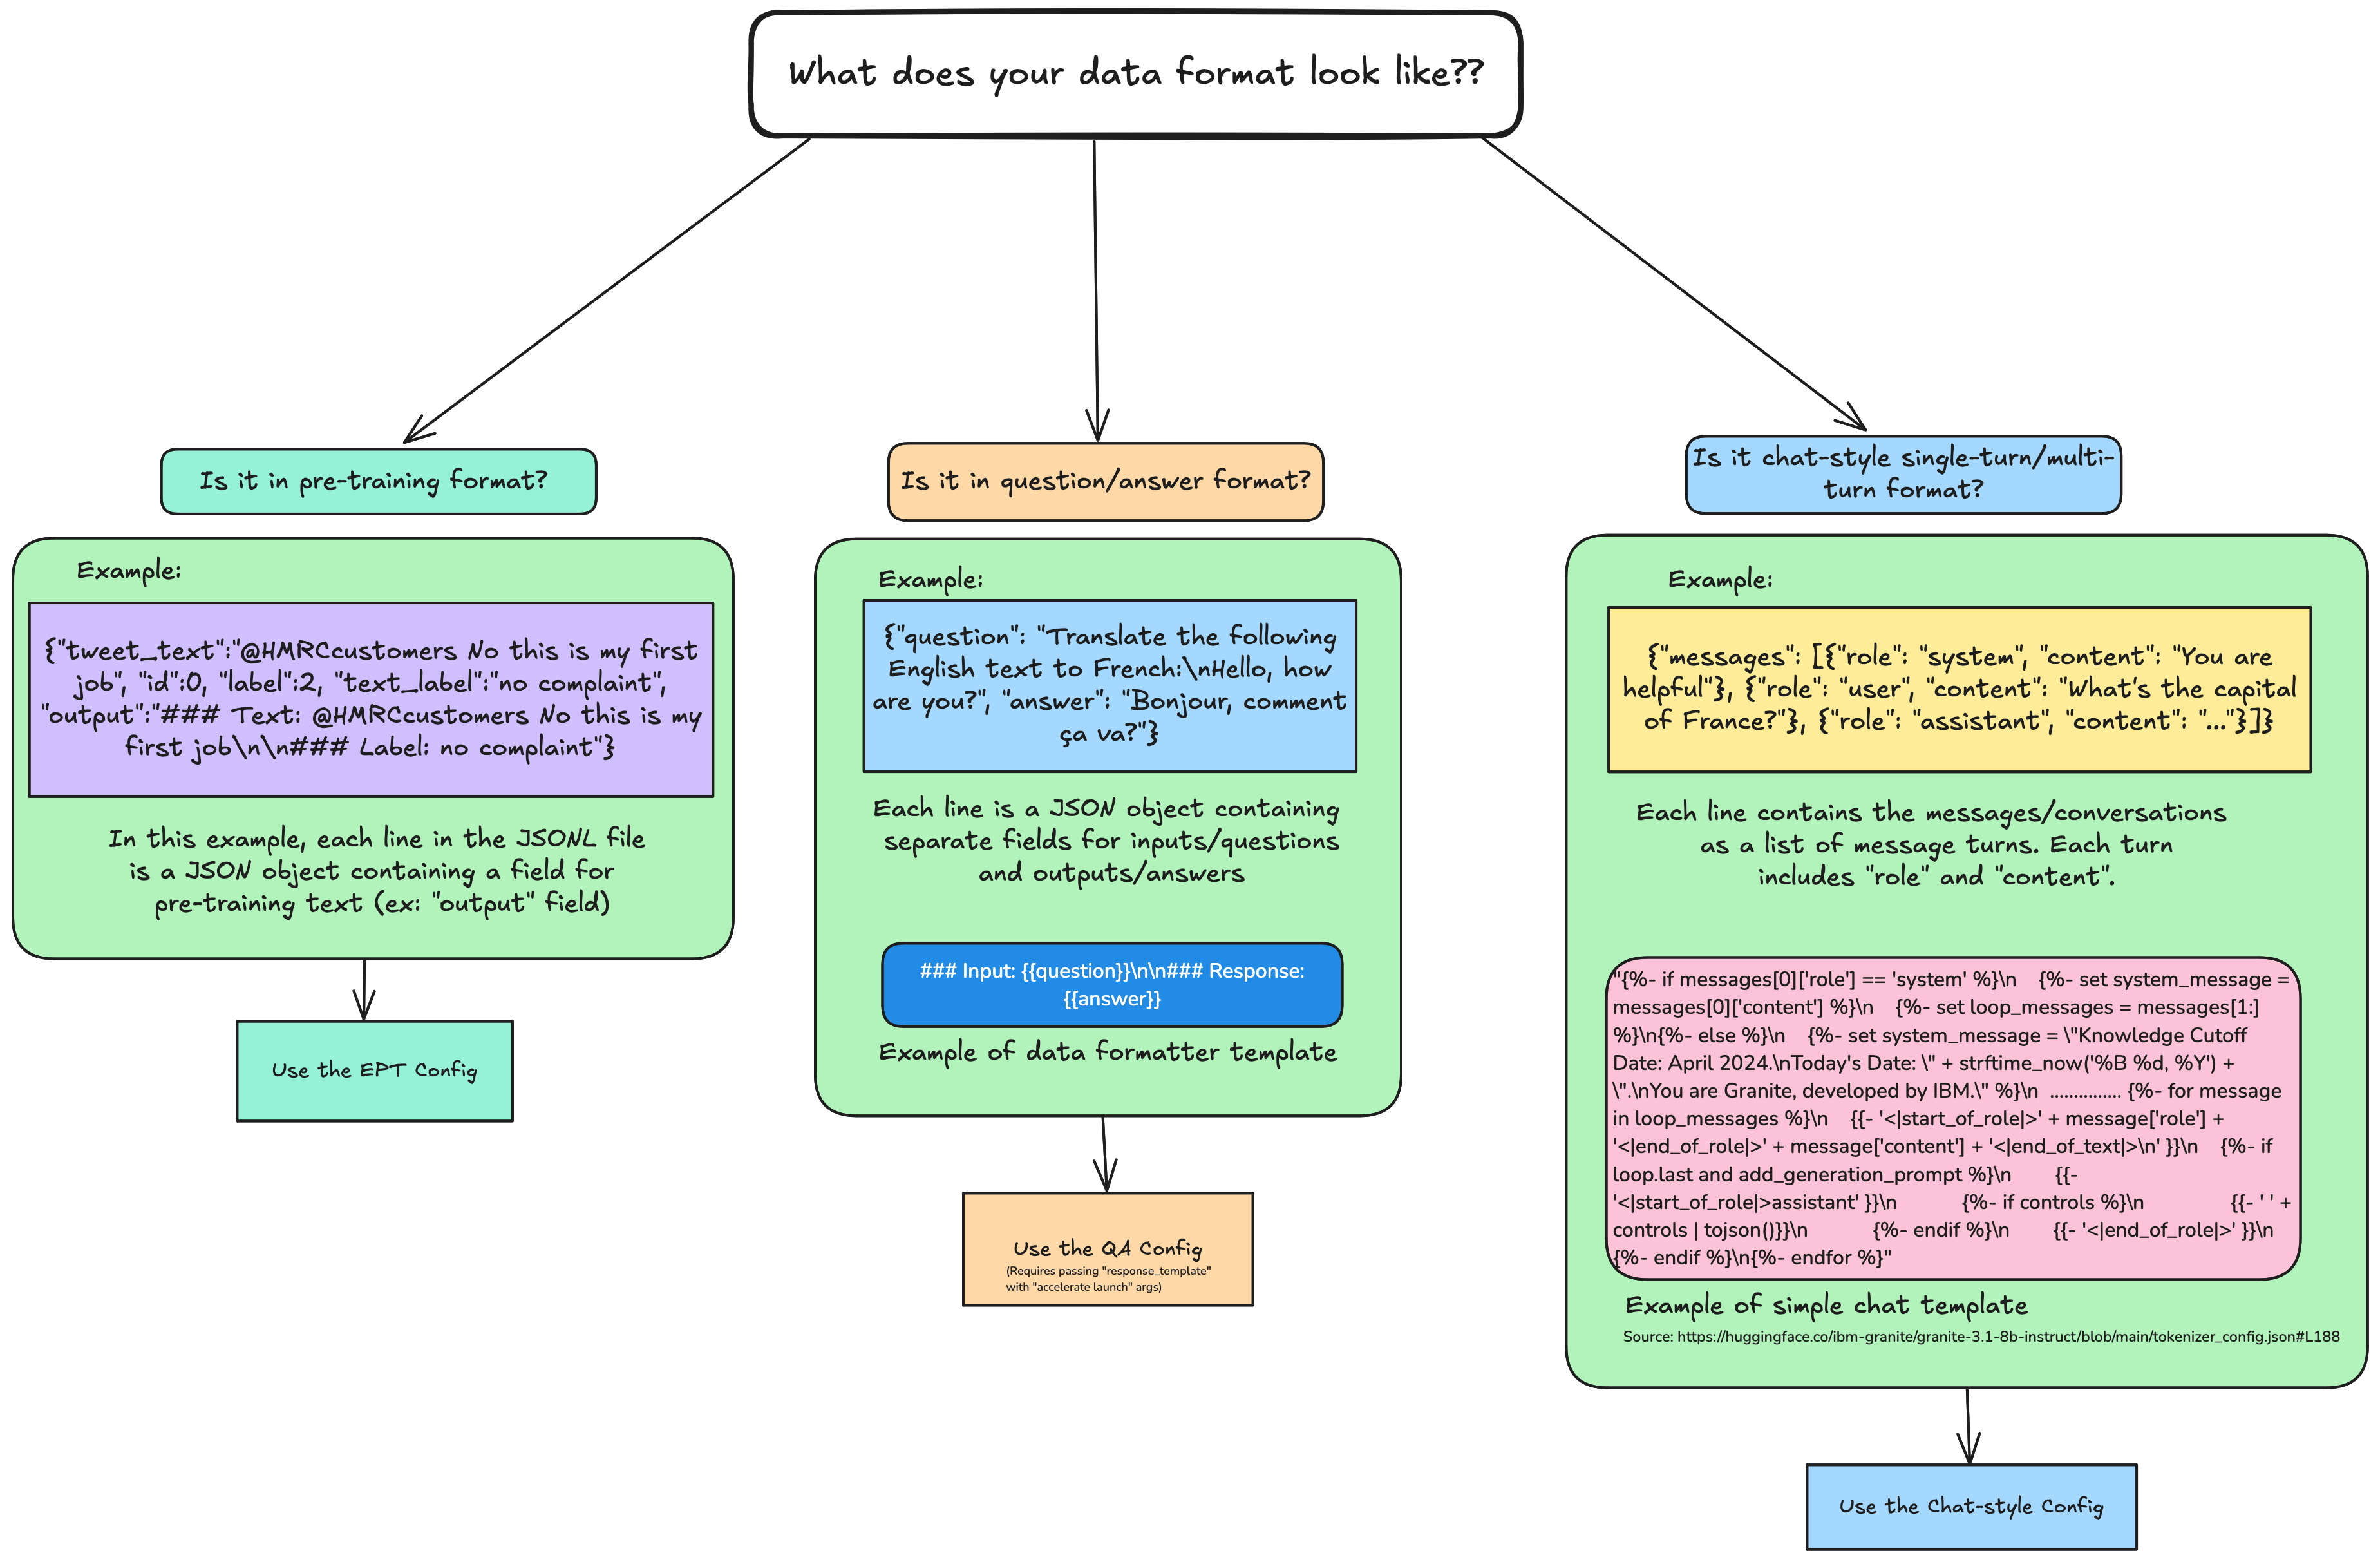 What does your data format look like??
Is it in pre-training format?
Example:
{"tweet_text":"@HMRCcustomers No this is my first
job", "id":0, "label":2, "text_label":"no complaint",
"output":"### Text: @HMRCcustomers No this is my
first job\n\n### Label: no complaint"}
In this example, each line in the JSONL file
is a JSON object containing a field for
pre-training text (ex: "output" field)
Use the EPT Config
Is it in question/answer format?
Example:
{"question": "Translate the following
English text to French:\nHello, how
are you?", "answer": "Bonjour, comment
ça va?"}
Each line is a JSON object containing
separate fields for inputs/questions
and outputs/answers
### Input: {{question}}\n\n### Response:
{{answer}}
Example of data formatter template
Use the QA Config
(Requires passing "response_template"
with "accelerate launch" args)
Is it chat-style single-turn/multi-
turn format?
Example:
{"messages": [{"role": "system", "content": "You are
helpful"}, {"role": "user", "content": "What's the capital
of France?"}, {"role": "assistant", "content": "..."}]}
Each line contains the messages/conversations
as a list of message turns. Each turn
includes "role" and "content".
"{%- if messages[0]['role'] == 'system' %}\n    {%- set system_message =
messages[0]['content'] %}\n    {%- set loop_messages = messages[1:]
%}\n{%- else %}\n    {%- set system_message = \"Knowledge Cutoff
Date: April 2024.\nToday's Date: \" + strftime_now('%B %d, %Y') +
\".\nYou are Granite, developed by IBM.\" %}\n  ............... {%- for message
in loop_messages %}\n    {{- '<|start_of_role|>' + message['role'] +
'<|end_of_role|>' + message['content'] + '<|end_of_text|>\n' }}\n    {%- if
loop.last and add_generation_prompt %}\n        {{-
'<|start_of_role|>assistant' }}\n            {%- if controls %}\n                {{- ' ' +
controls | tojson()}}\n            {%- endif %}\n        {{- '<|end_of_role|>' }}\n
{%- endif %}\n{%- endfor %}"
Example of simple chat template
Source: https://huggingface.co/ibm-granite/granite-3.1-8b-instruct/blob/main/tokenizer_config.json#L188
Use the Chat-style Config